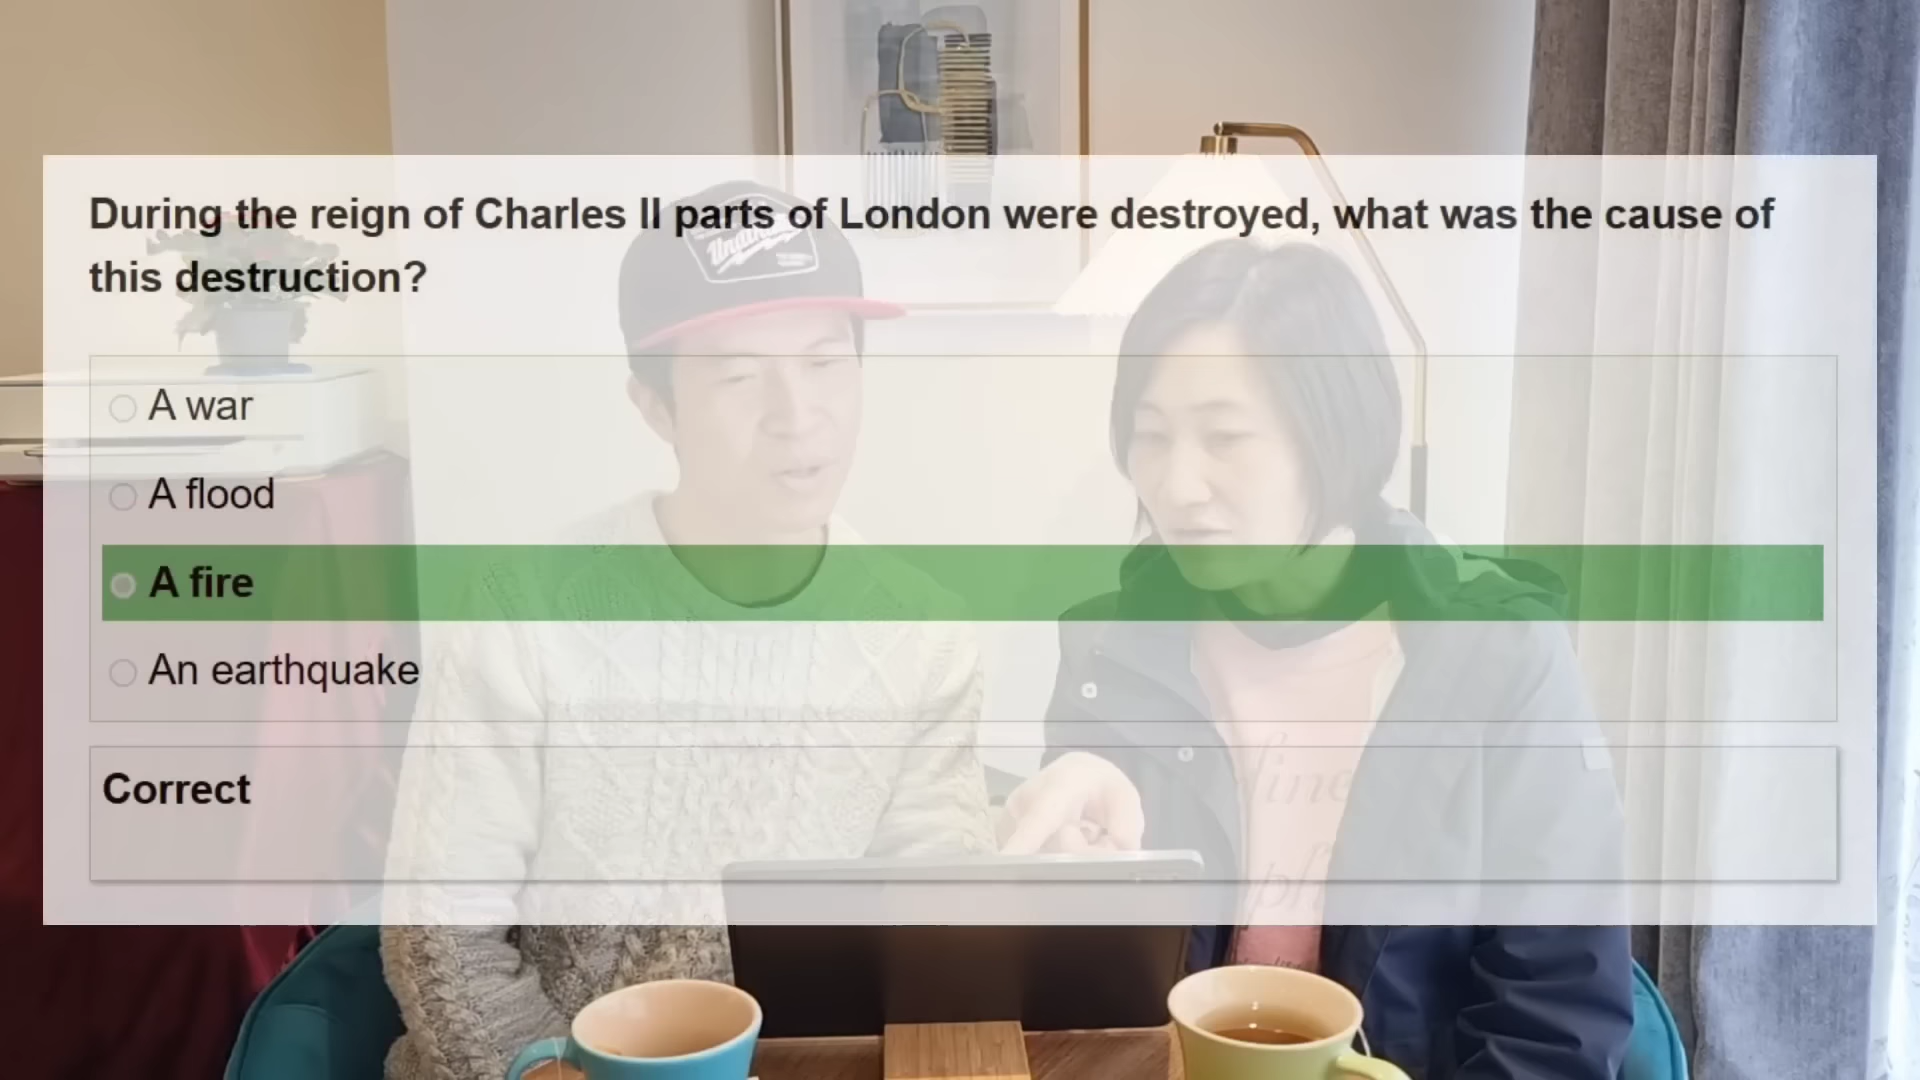 During the reign of Charles II parts of London were destroyed, what was the cause of
this destruction?
A war
A flood
A fire
An earthquake
Correct
fine